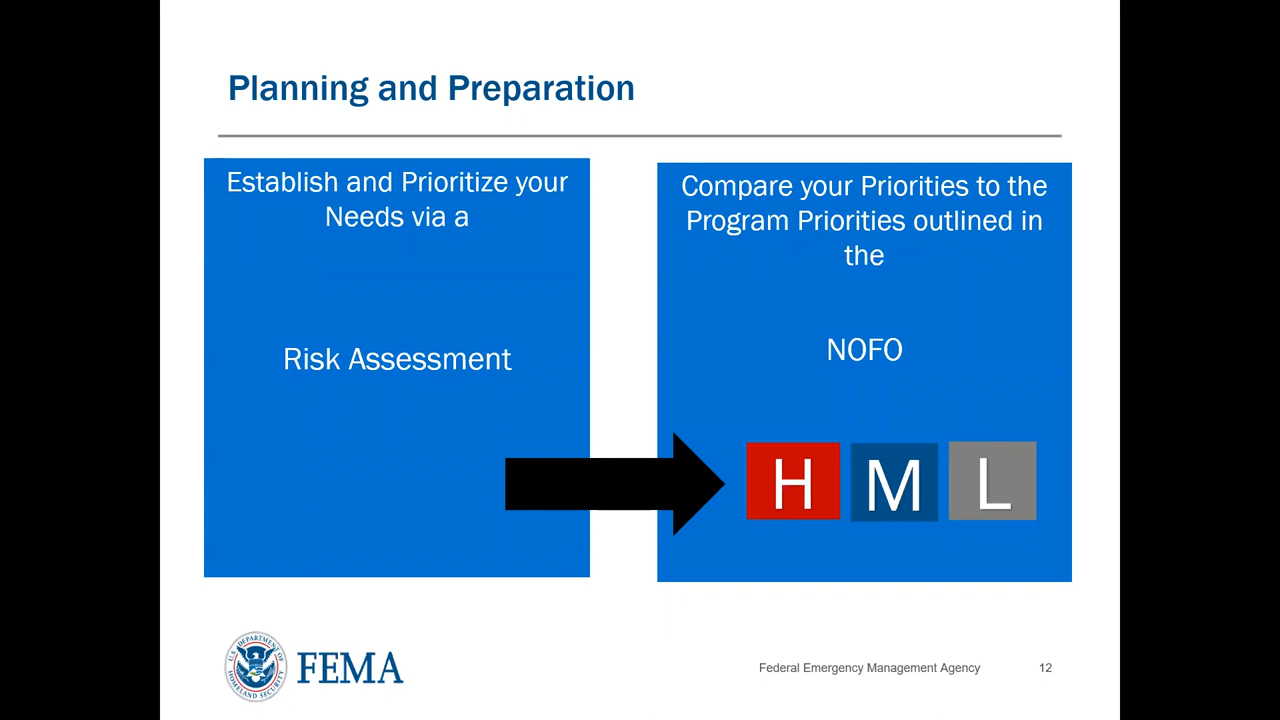 Planning and Preparation
Establish and Prioritize your
Needs via a
Risk Assessment
Compare your Priorities to the
Program Priorities outlined in
the
NOFO
H M L
U.S. DEPARTMENT OF HOMELAND SECURITY
FEMA
Federal Emergency Management Agency
12